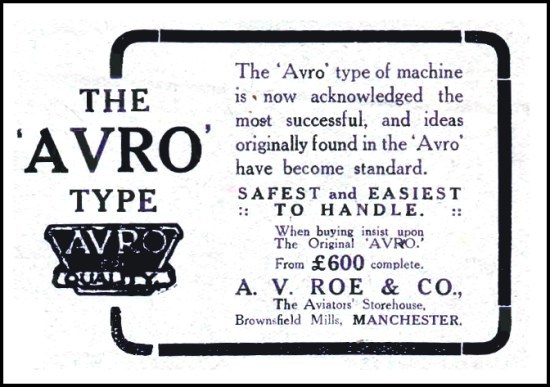 THE
'AVRO'
TYPE
AVRO
QUALITY
The 'Avro' type of machine
is now acknowledged the
most successful, and ideas
originally found in the 'Avro'
have become standard.
SAFEST and EASIEST
:: TO HANDLE. ::
When buying insist upon
The Original 'AVRO.'
From £600 complete.
A. V. ROE & CO.,
The Aviators' Storehouse,
Brownsfield Mills, MANCHESTER.